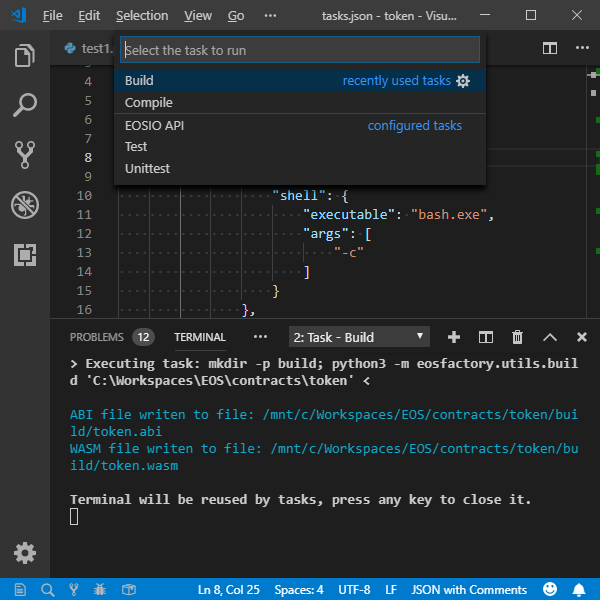 File Edit View Go ··· tasks.json - token - Visu...
test1.
Select the task to run
Build recently used tasks
Compile
EOSIO API configured tasks
Test
Unittest
4
5
6
7
8
9
10 "shell": {
11 "executable": "bash.exe",
12 "args": [
13 "-c"
14 ]
15 }
16 },
PROBLEMS 12 TERMINAL ··· 2: Task - Build
> Executing task: mkdir -p build; python3 -m eosfactory.utils.buil
d 'C:\Workspaces\EOS\contracts\token' <
ABI file writen to file: /mnt/c/Workspaces/EOS/contracts/token/bui
ld/token.abi
WASM file writen to file: /mnt/c/Workspaces/EOS/contracts/token/bu
ild/token.wasm
Terminal will be reused by tasks, press any key to close it.
Ln 8, Col 25 Spaces: 4 UTF-8 LF JSON with Comments